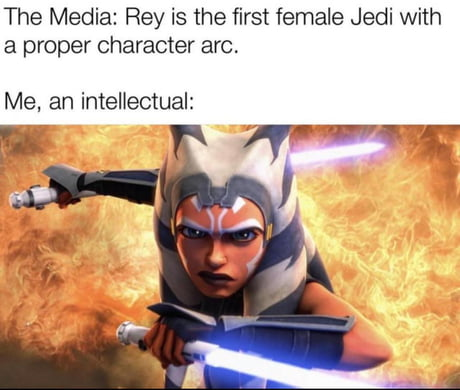 The Media: Rey is the first female Jedi with
a proper character arc.
Me, an intellectual: